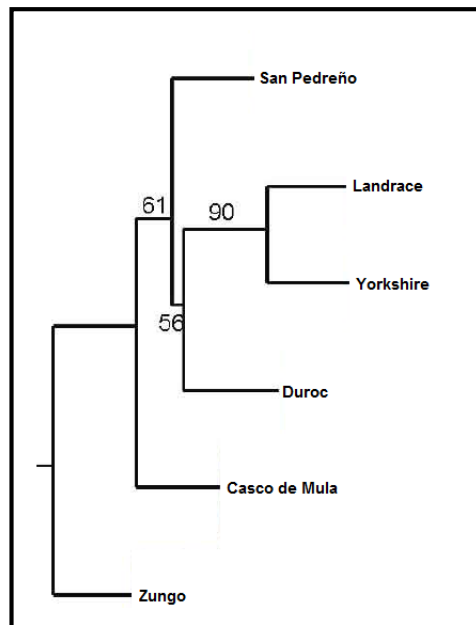 San Pedreño
Landrace
61
90
Yorkshire
56
Duroc
Casco de Mula
Zungo